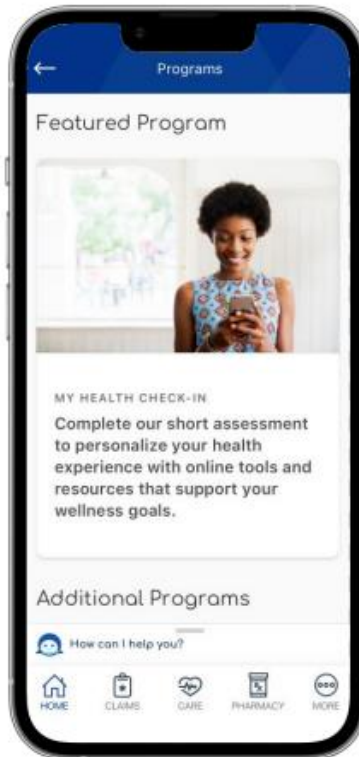 Programs
Featured Program
MY HEALTH CHECK-IN
Complete our short assessment
to personalize your health
experience with online tools and
resources that support your
wellness goals.
Additional Programs
How can I help you?
HOME CLAIMS CARE PHARMACY MORE